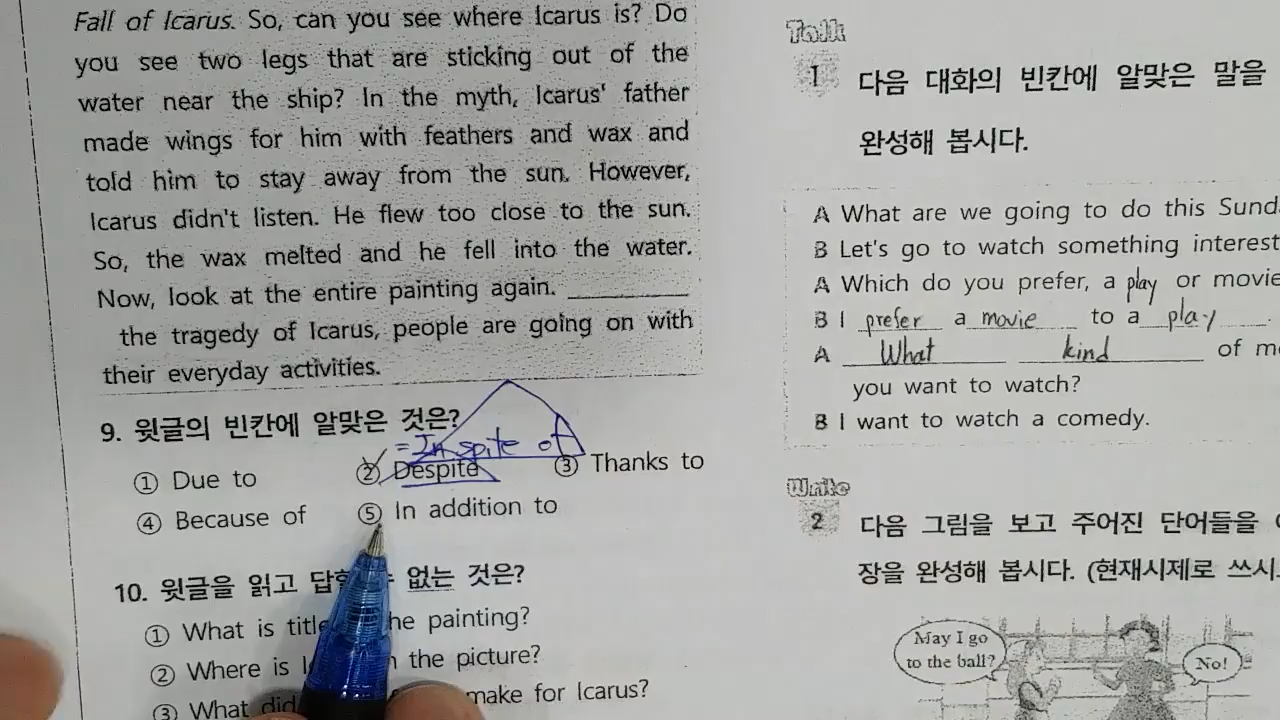 Fall of Icarus. So, can you see where Icarus is? Do
you see two legs that are sticking out of the
water near the ship? In the myth, Icarus' father
made wings for him with feathers and wax and
told him to stay away from the sun. However,
Icarus didn't listen. He flew too close to the sun.
So, the wax melted and he fell into the water.
Now, look at the entire painting again. ________
the tragedy of Icarus, people are going on with
their everyday activities.
9. 윗글의 빈칸에 알맞은 것은?
= In spite of
① Due to ② Despite ③ Thanks to
④ Because of ⑤ In addition to
10. 윗글을 읽고 없는 것은?
① What is the painting?
② Where is the picture?
③ What did make for Icarus?
Talk
1 다음 대화의 빈칸에 알맞은 말을
완성해 봅시다.
A What are we going to do this
B Let's go to watch something
A Which do you prefer, a play or
B I prefer a movie to a play.
A What kind of
you want to watch?
B I want to watch a comedy.
Write
2 다음 그림을 보고 주어진 단어들을
장을 완성해 봅시다. (현재시제로
May I go
to the ball?
No!